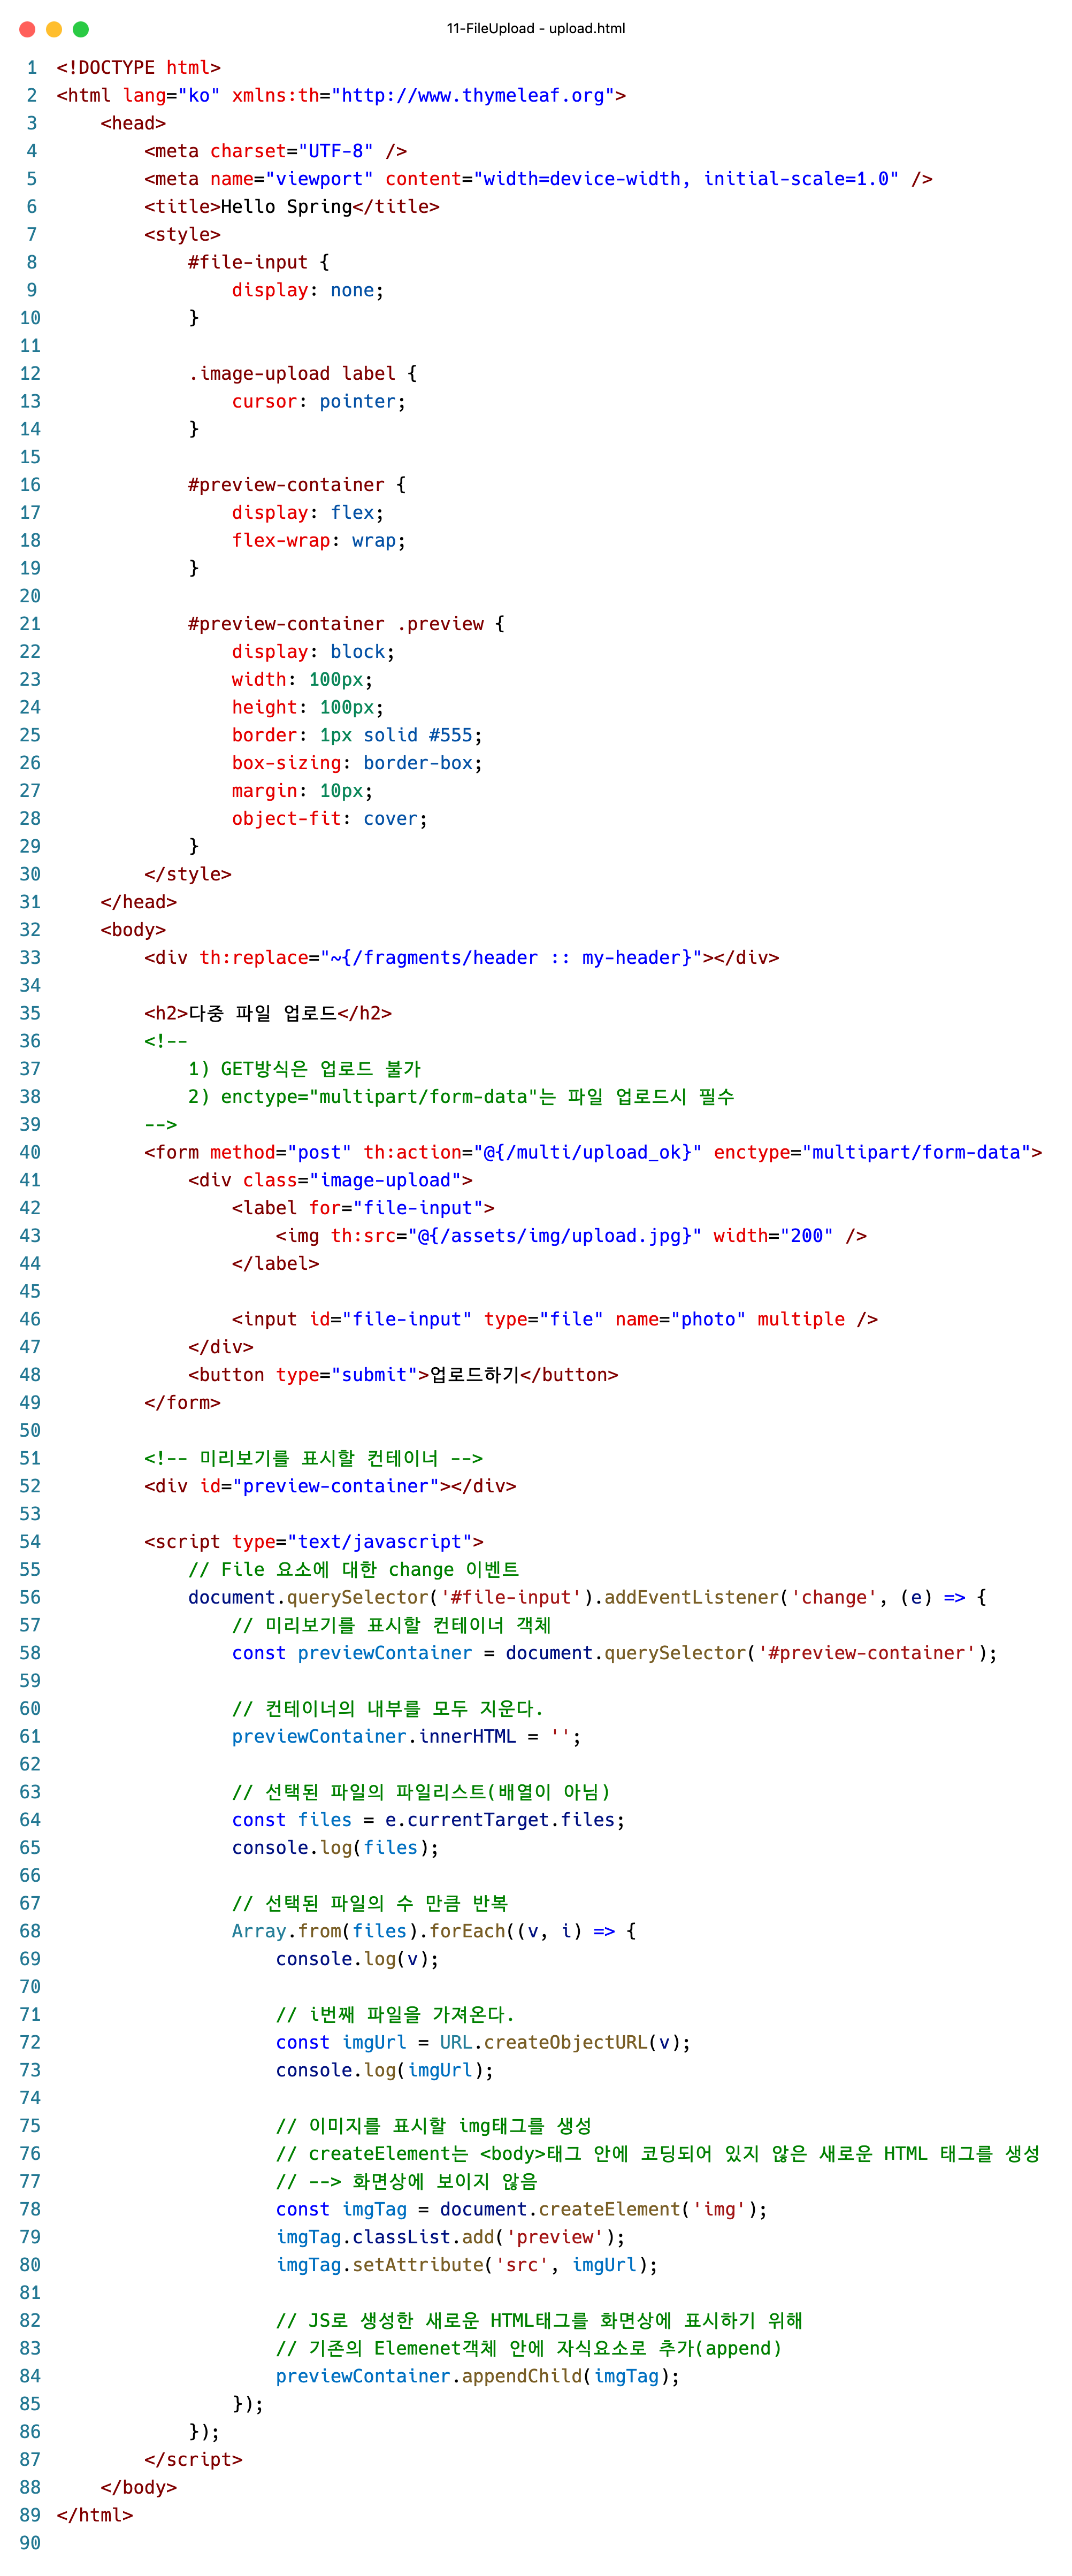 11-FileUpload - upload.html
1 <!DOCTYPE html>
2 <html lang="ko" xmlns:th="http://www.thymeleaf.org">
3     <head>
4         <meta charset="UTF-8" />
5         <meta name="viewport" content="width=device-width, initial-scale=1.0" />
6         <title>Hello Spring</title>
7         <style>
8             #file-input {
9                 display: none;
10             }
11
12             .image-upload label {
13                 cursor: pointer;
14             }
15
16             #preview-container {
17                 display: flex;
18                 flex-wrap: wrap;
19             }
20
21             #preview-container .preview {
22                 display: block;
23                 width: 100px;
24                 height: 100px;
25                 border: 1px solid #555;
26                 box-sizing: border-box;
27                 margin: 10px;
28                 object-fit: cover;
29             }
30         </style>
31     </head>
32     <body>
33         <div th:replace="~{/fragments/header :: my-header}"></div>
34
35         <h2>다중 파일 업로드</h2>
36         <!--
37             1) GET방식은 업로드 불가
38             2) enctype="multipart/form-data"는 파일 업로드시 필수
39         -->
40         <form method="post" th:action="@{/multi/upload_ok}" enctype="multipart/form-data">
41             <div class="image-upload">
42                 <label for="file-input">
43                     <img th:src="@{/assets/img/upload.jpg}" width="200" />
44                 </label>
45
46                 <input id="file-input" type="file" name="photo" multiple />
47             </div>
48             <button type="submit">업로드하기</button>
49         </form>
50
51         <!-- 미리보기를 표시할 컨테이너 -->
52         <div id="preview-container"></div>
53
54         <script type="text/javascript">
55             // File 요소에 대한 change 이벤트
56             document.querySelector('#file-input').addEventListener('change', (e) => {
57                 // 미리보기를 표시할 컨테이너 객체
58                 const previewContainer = document.querySelector('#preview-container');
59
60                 // 컨테이너의 내부를 모두 지운다.
61                 previewContainer.innerHTML = '';
62
63                 // 선택된 파일의 파일리스트(배열이 아님)
64                 const files = e.currentTarget.files;
65                 console.log(files);
66
67                 // 선택된 파일의 수 만큼 반복
68                 Array.from(files).forEach((v, i) => {
69                     console.log(v);
70
71                     // i번째 파일을 가져온다.
72                     const imgUrl = URL.createObjectURL(v);
73                     console.log(imgUrl);
74
75                     // 이미지를 표시할 img태그를 생성
76                     // createElement는 <body>태그 안에 코딩되어 있지 않은 새로운 HTML 태그를 생성
77                     // --> 화면상에 보이지 않음
78                     const imgTag = document.createElement('img');
79                     imgTag.classList.add('preview');
80                     imgTag.setAttribute('src', imgUrl);
81
82                     // JS로 생성한 새로운 HTML태그를 화면상에 표시하기 위해
83                     // 기존의 Elemenet객체 안에 자식요소로 추가(append)
84                     previewContainer.appendChild(imgTag);
85                 });
86             });
87         </script>
88     </body>
89 </html>
90